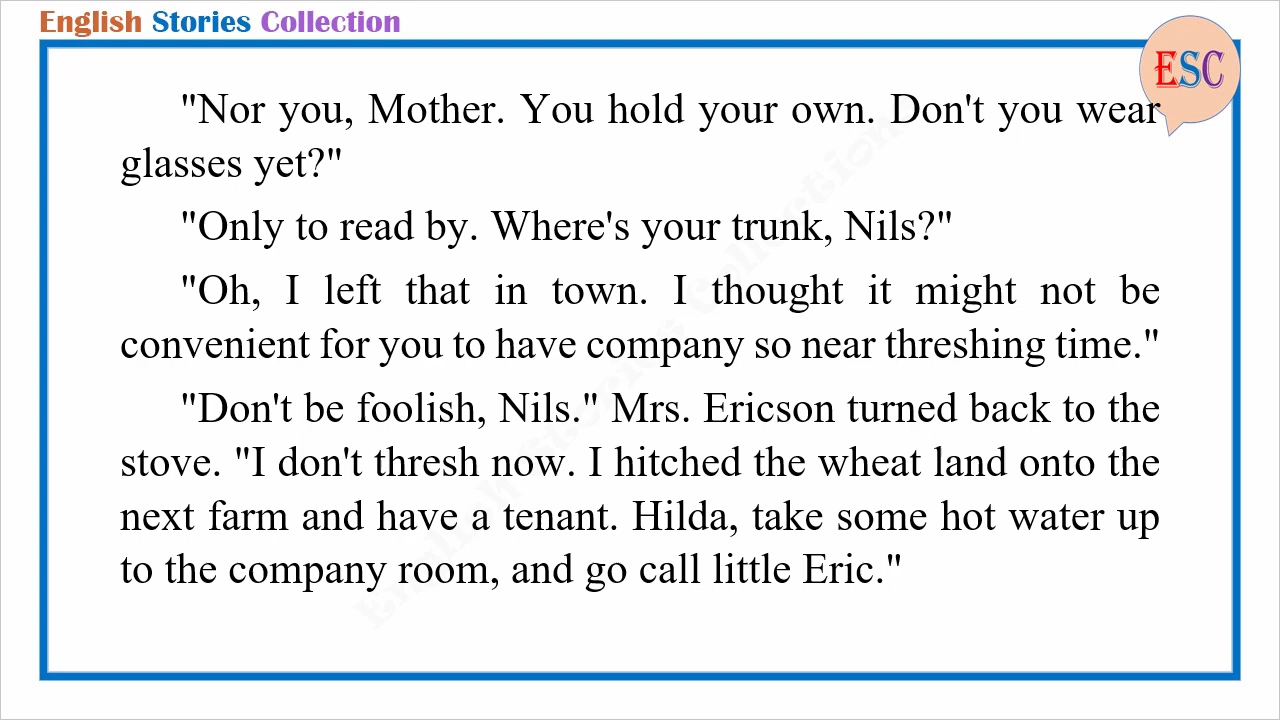 English Stories Collection
ESC
"Nor you, Mother. You hold your own. Don't you wear
glasses yet?"
"Only to read by. Where's your trunk, Nils?"
"Oh, I left that in town. I thought it might not be
convenient for you to have company so near threshing time."
"Don't be foolish, Nils." Mrs. Ericson turned back to the
stove. "I don't thresh now. I hitched the wheat land onto the
next farm and have a tenant. Hilda, take some hot water up
to the company room, and go call little Eric."
English Stories Collection